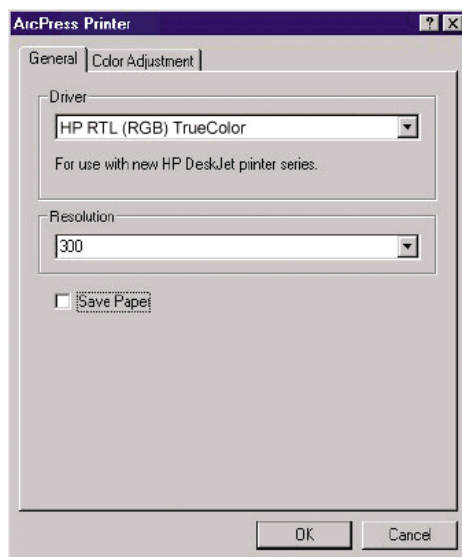 ArcPress Printer
General Color Adjustment
Driver
HP RTL (RGB) TrueColor
For use with new HP DeskJet printer series.
Resolution
300
Save Paper
OK Cancel